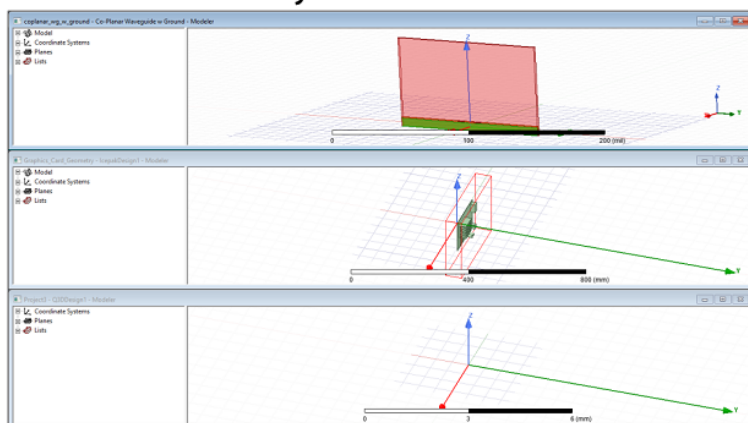 coplanar_wg_w_ground - Co-Planar Waveguide w Ground - Modeler
Model
Coordinate Systems
Planes
Lists
Z
Z
Y
0
100
200 (mil)
Graphics_Card_Geometry - IcepakDesign1 - Modeler
Model
Coordinate Systems
Planes
Lists
Z
Y
0
400
800 (mm)
Project5 - Q3DDesign1 - Modeler
Coordinate Systems
Planes
Lists
Z
Y
0
3
6 (mm)